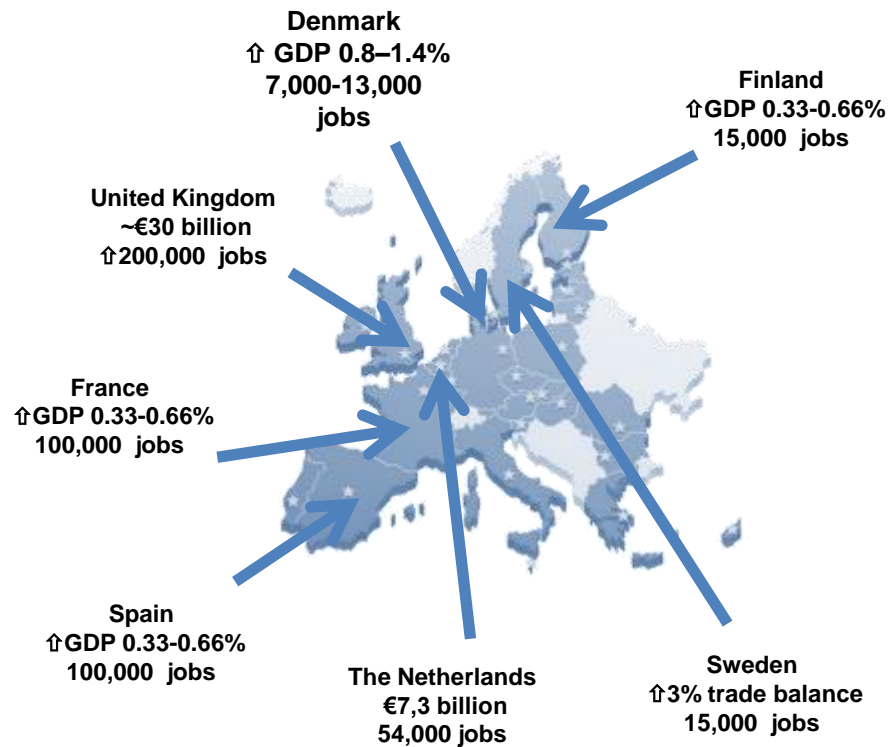 Denmark
⇧ GDP 0.8–1.4%
7,000-13,000
jobs
Finland
⇧GDP 0.33-0.66%
15,000 jobs
United Kingdom
~€30 billion
⇧200,000 jobs
France
⇧GDP 0.33-0.66%
100,000 jobs
Spain
⇧GDP 0.33-0.66%
100,000 jobs
The Netherlands
€7,3 billion
54,000 jobs
Sweden
⇧3% trade balance
15,000 jobs